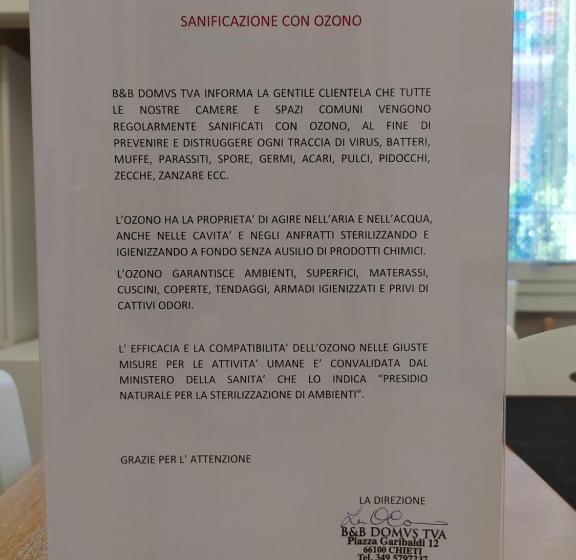 SANIFICAZIONE CON OZONO
B&B DOMVS TVA INFORMA LA GENTILE CLIENTELA CHE TUTTE
LE NOSTRE CAMERE E SPAZI COMUNI VENGONO
REGOLARMENTE SANIFICATI CON OZONO, AL FINE DI
PREVENIRE E DISTRUGGERE OGNI TRACCIA DI VIRUS, BATTERI,
MUFFE, PARASSITI, SPORE, GERMI, ACARI, PULCI, PIDOCCHI,
ZECCHE, ZANZARE ECC.
L'OZONO HA LA PROPRIETA' DI AGIRE NELL'ARIA E NELL'ACQUA,
ANCHE NELLE CAVITA' E NEGLI ANFRATTI STERILIZZANDO E
IGIENIZZANDO A FONDO SENZA AUSILIO DI PRODOTTI CHIMICI.
L'OZONO GARANTISCE AMBIENTI, SUPERFICI, MATERASSI,
CUSCINI, COPERTE, TENDAGGI, ARMADI IGIENIZZATI E PRIVI DI
CATTIVI ODORI.
L' EFFICACIA E LA COMPATIBILITA' DELL'OZONO NELLE GIUSTE
MISURE PER LE ATTIVITA' UMANE E' CONVALIDATA DAL
MINISTERO DELLA SANITA' CHE LO INDICA "PRESIDIO
NATURALE PER LA STERILIZZAZIONE DI AMBIENTI".
GRAZIE PER L' ATTENZIONE
LA DIREZIONE
B&B DOMVS TVA
Piazza Garibaldi 12
66100 CHIETI
Tel. 349 5797237